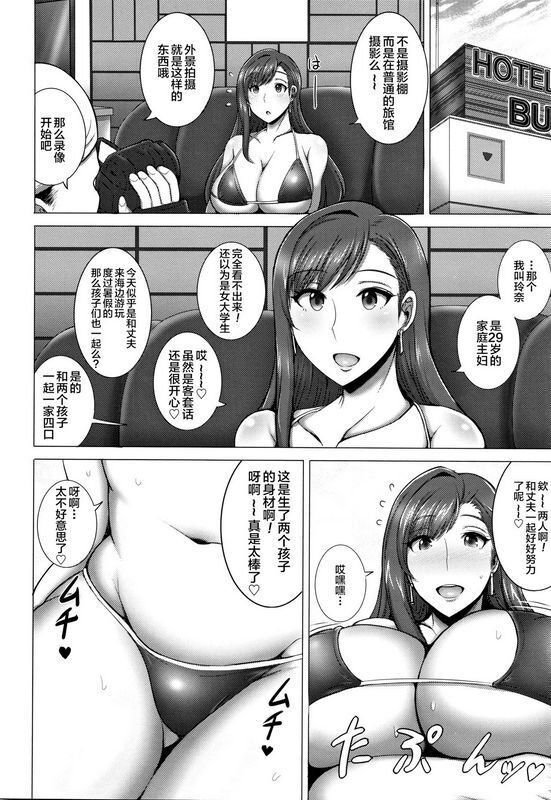 HOTEL
BU
不是摄影棚
而是在普通的旅馆
摄影么~~
は
外景拍摄
就是这样的
东西哦
那么录像
开始吧
…那个
我叫玲奈
是29岁的
家庭主妇
完全看不出来！
还以为是女大学生
哎~~~♡
虽然是客套话
还是很开心♡
今天似乎是和丈夫
来海边游玩
度过暑假的
那么孩子们也一起么？
是的
和两个孩子
一起一家四口
欸~~两人啊！
和丈夫一起好好努力
了呢~♡
哎嘿嘿…
たぷんッ♡
这是生了两个孩子
的身材啊！
呀啊~~真是太棒了♡
呀啊~~
太不好意思了♡
ムチ♡
ムチ♡